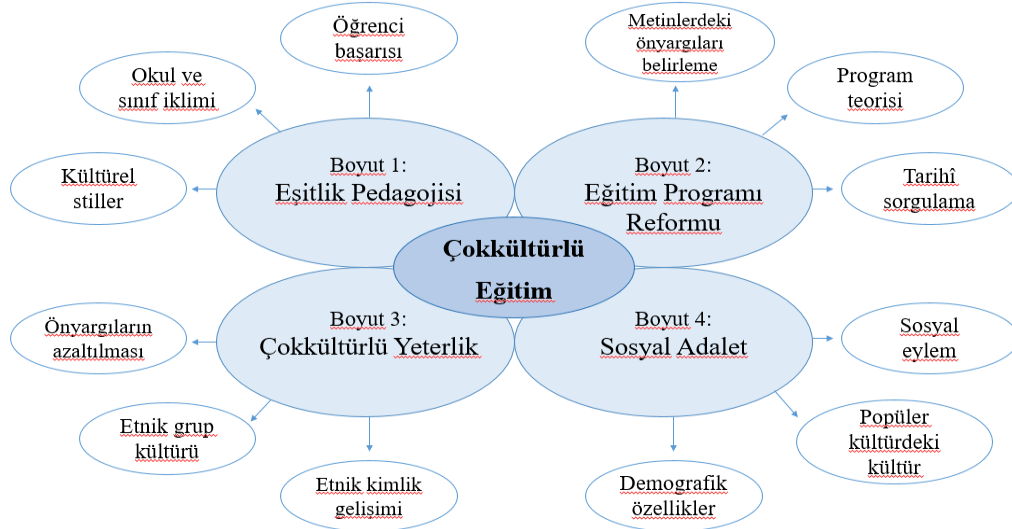 Öğrenci
başarısı
Metinlerdeki
önyargıları
belirleme
Okul ve
sınıf iklimi
Program
teorisi
Kültürel
stiller
Boyut 1:
Eşitlik Pedagojisi
Boyut 2:
Eğitim Programı
Reformu
Tarihî
sorgulama
Çokkültürlü
Eğitim
Önyargıların
azaltılması
Boyut 3:
Çokkültürlü Yeterlik
Boyut 4:
Sosyal Adalet
Sosyal
eylem
Etnik grup
kültürü
Popüler
kültürdeki
kültür
Etnik kimlik
gelişimi
Demografik
özellikler